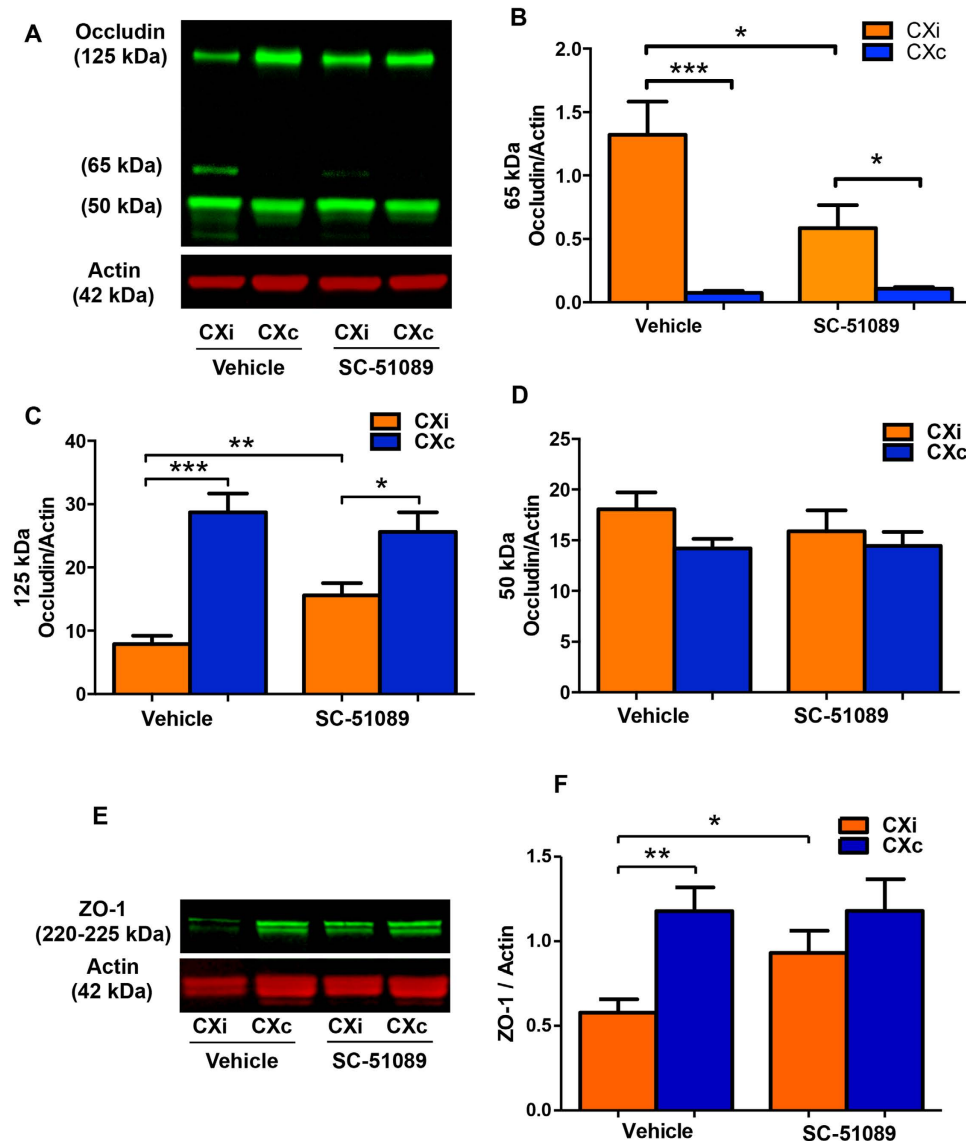 A
Occludin
(125 kDa)
(65 kDa)
(50 kDa)
Actin
(42 kDa)
CXi CXc CXi CXc
Vehicle SC-51089
B
CXi
CXc
2.0
1.5
1.0
0.5
0.0
65 kDa
Occludin/Actin
*
***
*
Vehicle SC-51089
C
CXi
CXc
40
30
20
10
0
125 kDa
Occludin/Actin
**
***
*
Vehicle SC-51089
D
CXi
CXc
25
20
15
10
5
0
50 kDa
Occludin/Actin
Vehicle SC-51089
E
ZO-1
(220-225 kDa)
Actin
(42 kDa)
CXi CXc CXi CXc
Vehicle SC-51089
F
CXi
CXc
1.5
1.0
0.5
0.0
ZO-1 / Actin
*
**
Vehicle SC-51089